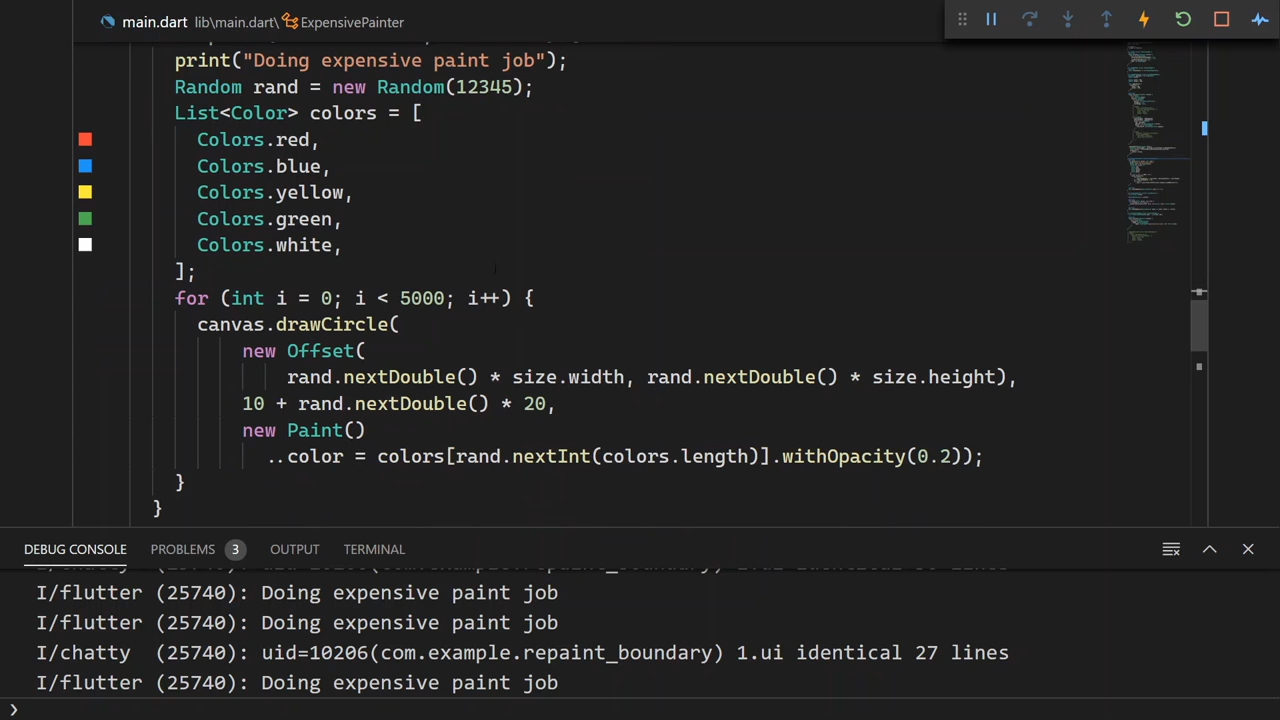 main.dart lib\main.dart\ ExpensivePainter
print("Doing expensive paint job");
Random rand = new Random(12345);
List<Color> colors = [
Colors.red,
Colors.blue,
Colors.yellow,
Colors.green,
Colors.white,
];
for (int i = 0; i < 5000; i++) {
canvas.drawCircle(
new Offset(
rand.nextDouble() * size.width, rand.nextDouble() * size.height),
10 + rand.nextDouble() * 20,
new Paint()
..color = colors[rand.nextInt(colors.length)].withOpacity(0.2));
}
}
DEBUG CONSOLE PROBLEMS 3 OUTPUT TERMINAL
I/flutter (25740): Doing expensive paint job
I/flutter (25740): Doing expensive paint job
I/chatty  (25740): uid=10206(com.example.repaint_boundary) 1.ui identical 27 lines
I/flutter (25740): Doing expensive paint job